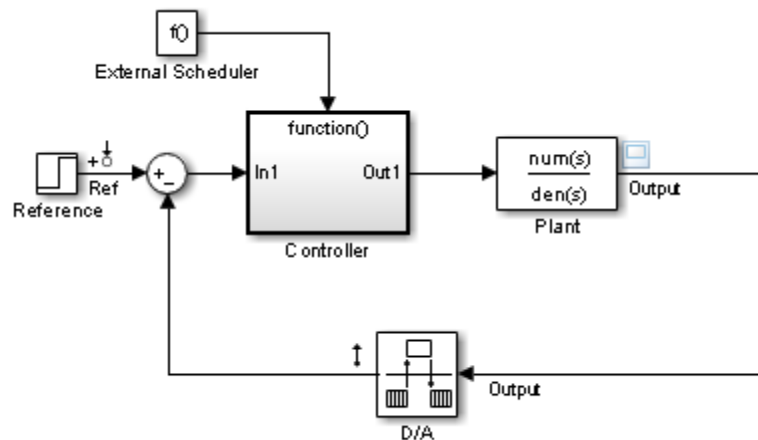 f()
External Scheduler
function()
In1
Out1
Controller
num(s)
den(s)
Plant
Output
+
Ref
Reference
+
-
Output
D/A